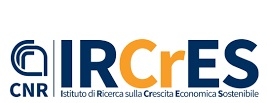 CNR
IRCrES
Istituto di Ricerca sulla Crescita Economica Sostenibile